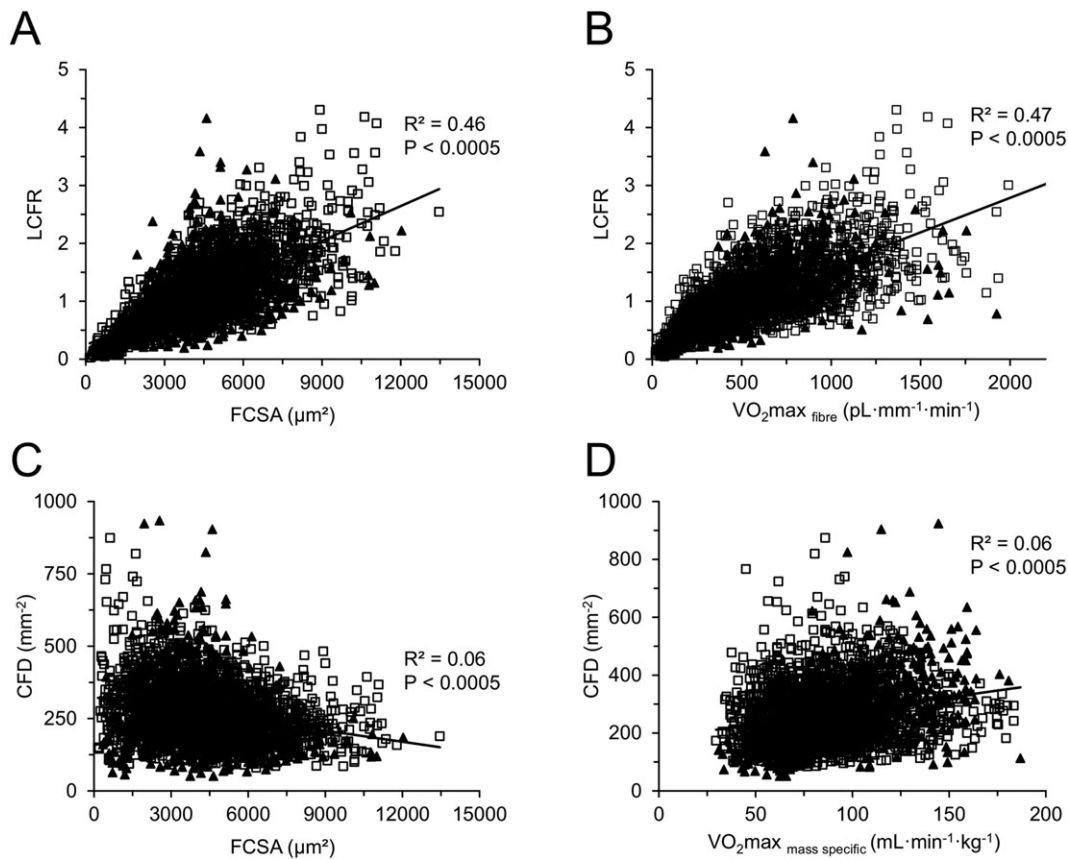 A
5
4
3
2
1
0
LCFR
R² = 0.46
P < 0.0005
0 3000 6000 9000 12000 15000
FCSA (µm²)
B
5
4
3
2
1
0
LCFR
R² = 0.47
P < 0.0005
0 500 1000 1500 2000
VO₂max fibre (pL·mm⁻¹·min⁻¹)
C
1000
750
500
250
0
CFD (mm⁻²)
R² = 0.06
P < 0.0005
0 3000 6000 9000 12000 15000
FCSA (µm²)
D
1000
800
600
400
200
0
CFD (mm⁻²)
R² = 0.06
P < 0.0005
0 50 100 150 200
VO₂max mass specific (mL·min⁻¹·kg⁻¹)